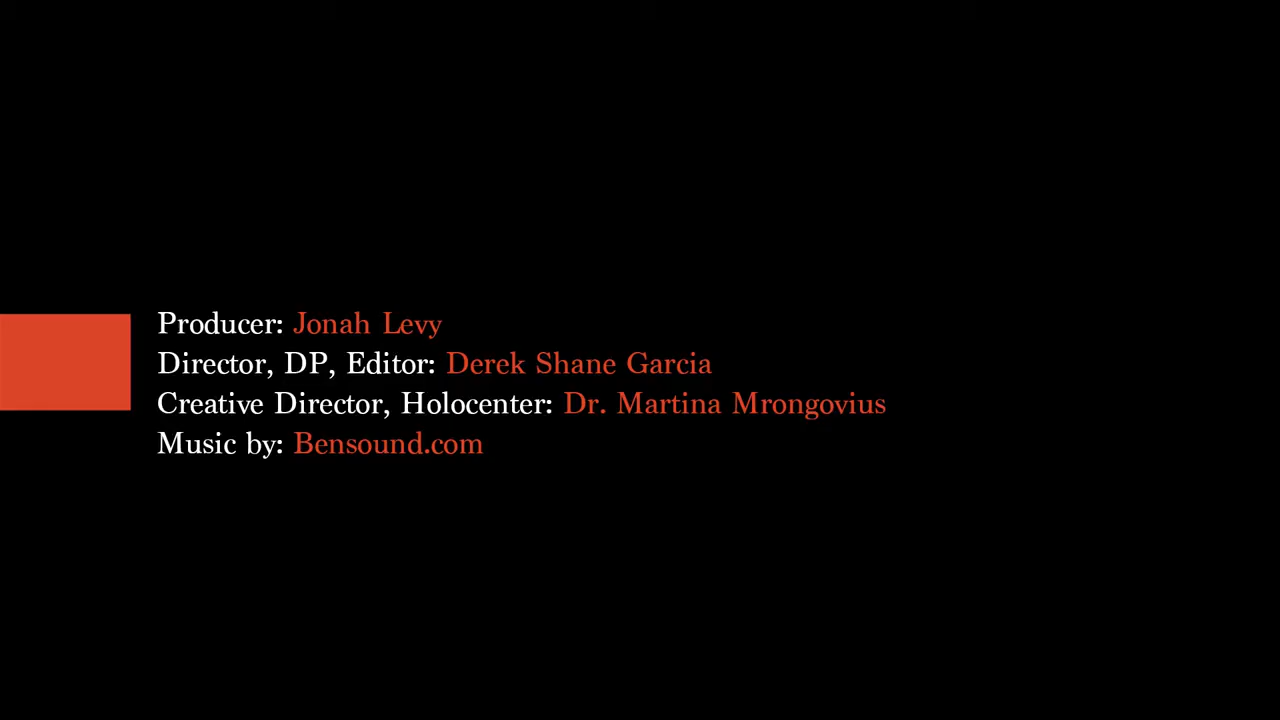 Producer: Jonah Levy
Director, DP, Editor: Derek Shane Garcia
Creative Director, Holocenter: Dr. Martina Mrongovius
Music by: Bensound.com